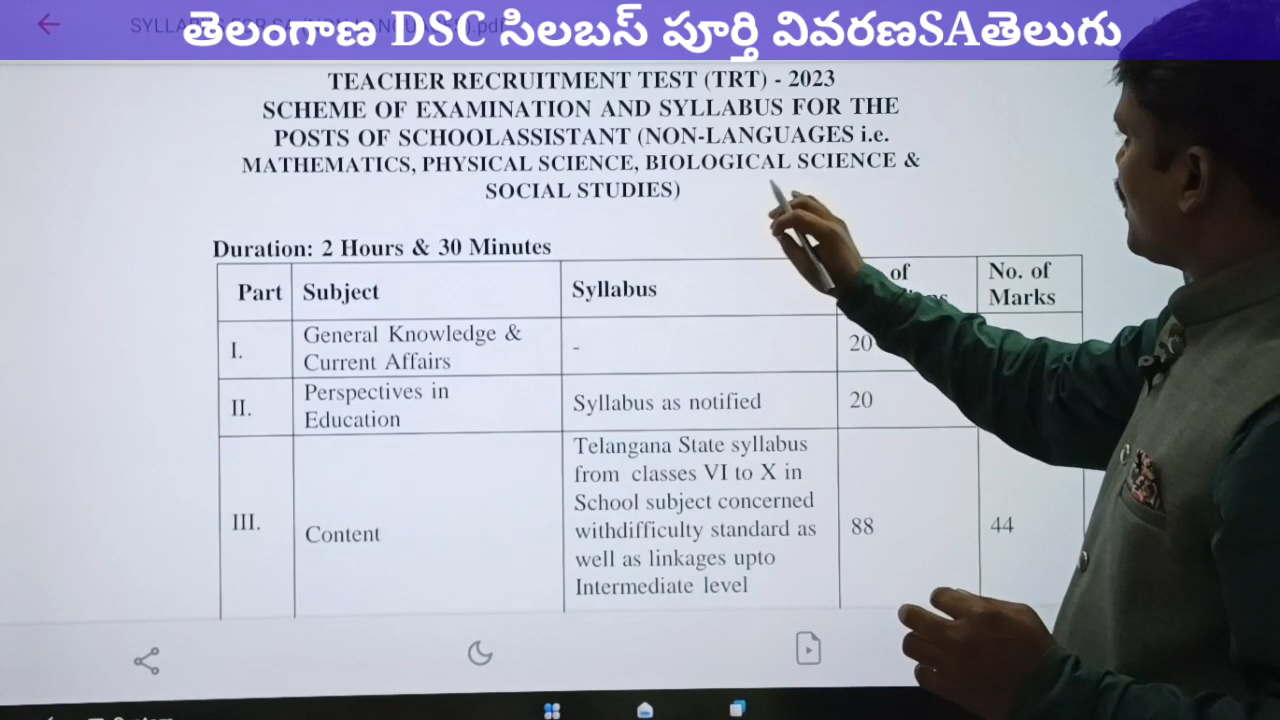 తెలంగాణ DSC సిలబస్ పూర్తి వివరణSAతెలుగు
TEACHER RECRUITMENT TEST (TRT) - 2023
SCHEME OF EXAMINATION AND SYLLABUS FOR THE
POSTS OF SCHOOLASSISTANT (NON-LANGUAGES i.e.
MATHEMATICS, PHYSICAL SCIENCE, BIOLOGICAL SCIENCE &
SOCIAL STUDIES)
Duration: 2 Hours & 30 Minutes
Part Subject Syllabus of No. of Marks
I. General Knowledge & Current Affairs - 20
II. Perspectives in Education Syllabus as notified 20
III. Content Telangana State syllabus
from classes VI to X in
School subject concerned
withdifficulty standard as
well as linkages upto
Intermediate level
88 44